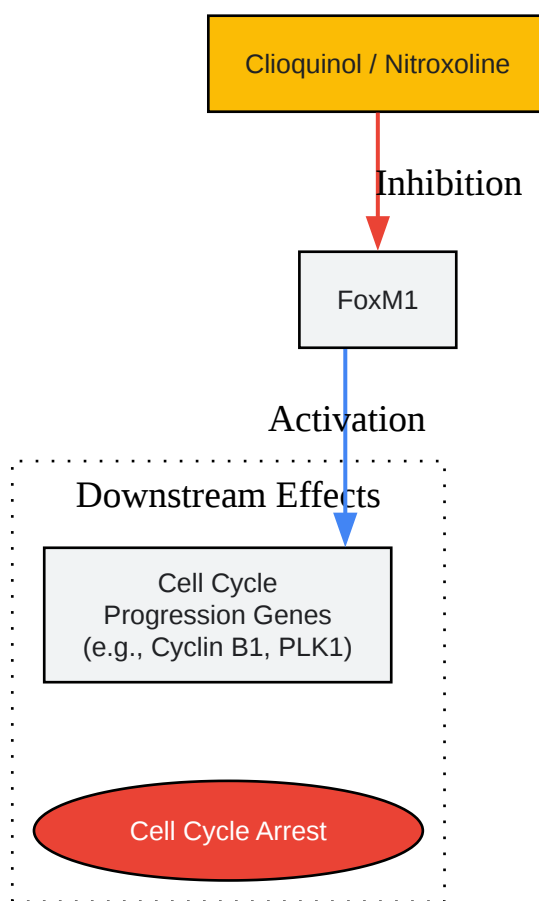 Clioquinol / Nitroxoline
Inhibition
FoxM1
Activation
Downstream Effects
Cell Cycle
Progression Genes
(e.g., Cyclin B1, PLK1)
Cell Cycle Arrest